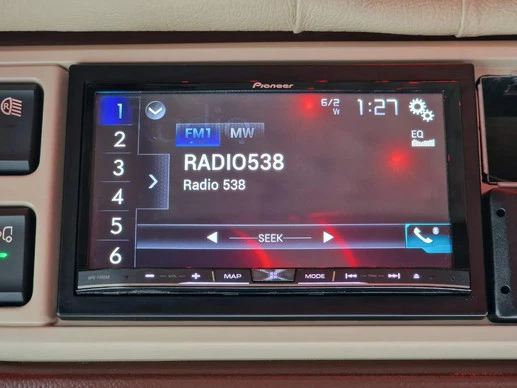 Pioneer
1
2
3
4
5
6
6/2
W
1:27
EQ
FM1 MW
RADIO538
Radio 538
SEEK
MAP
MODE